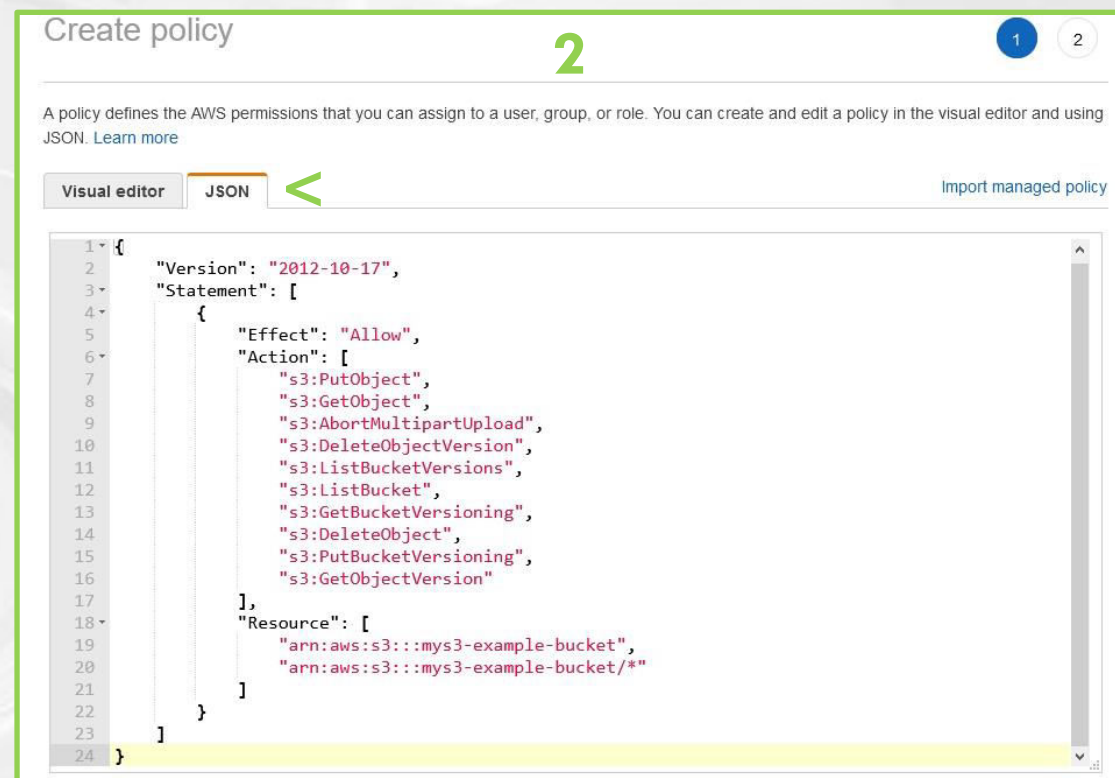 Create policy
2
1
2
A policy defines the AWS permissions that you can assign to a user, group, or role. You can create and edit a policy in the visual editor and using
JSON. Learn more
Visual editor JSON <
Import managed policy
1 {
2 "Version": "2012-10-17",
3 "Statement": [
4 {
5 "Effect": "Allow",
6 "Action": [
7 "s3:PutObject",
8 "s3:GetObject",
9 "s3:AbortMultipartUpload",
10 "s3:DeleteObjectVersion",
11 "s3:ListBucketVersions",
12 "s3:ListBucket",
13 "s3:GetBucketVersioning",
14 "s3:DeleteObject",
15 "s3:PutBucketVersioning",
16 "s3:GetObjectVersion"
17 ],
18 "Resource": [
19 "arn:aws:s3:::mys3-example-bucket",
20 "arn:aws:s3:::mys3-example-bucket/*"
21 ]
22 }
23 ]
24 }